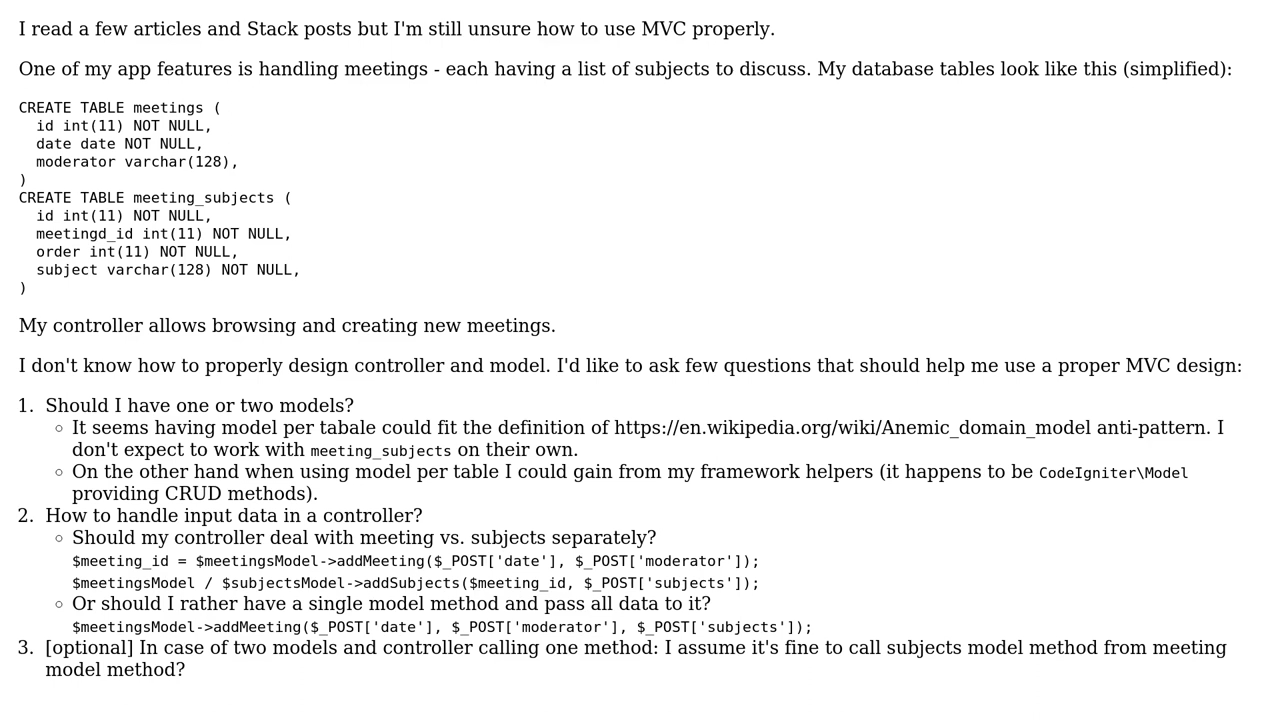 I read a few articles and Stack posts but I'm still unsure how to use MVC properly.
One of my app features is handling meetings - each having a list of subjects to discuss. My database tables look like this (simplified):
CREATE TABLE meetings (
  id int(11) NOT NULL,
  date date NOT NULL,
  moderator varchar(128),
)
CREATE TABLE meeting_subjects (
  id int(11) NOT NULL,
  meetingd_id int(11) NOT NULL,
  order int(11) NOT NULL,
  subject varchar(128) NOT NULL,
)
My controller allows browsing and creating new meetings.
I don't know how to properly design controller and model. I'd like to ask few questions that should help me use a proper MVC design:
1. Should I have one or two models?
◦ It seems having model per tabale could fit the definition of https://en.wikipedia.org/wiki/Anemic_domain_model anti-pattern. I
don't expect to work with meeting_subjects on their own.
◦ On the other hand when using model per table I could gain from my framework helpers (it happens to be CodeIgniter\Model
providing CRUD methods).
2. How to handle input data in a controller?
◦ Should my controller deal with meeting vs. subjects separately?
$meeting_id = $meetingsModel->addMeeting($_POST['date'], $_POST['moderator']);
$meetingsModel / $subjectsModel->addSubjects($meeting_id, $_POST['subjects']);
◦ Or should I rather have a single model method and pass all data to it?
$meetingsModel->addMeeting($_POST['date'], $_POST['moderator'], $_POST['subjects']);
3. [optional] In case of two models and controller calling one method: I assume it's fine to call subjects model method from meeting
model method?